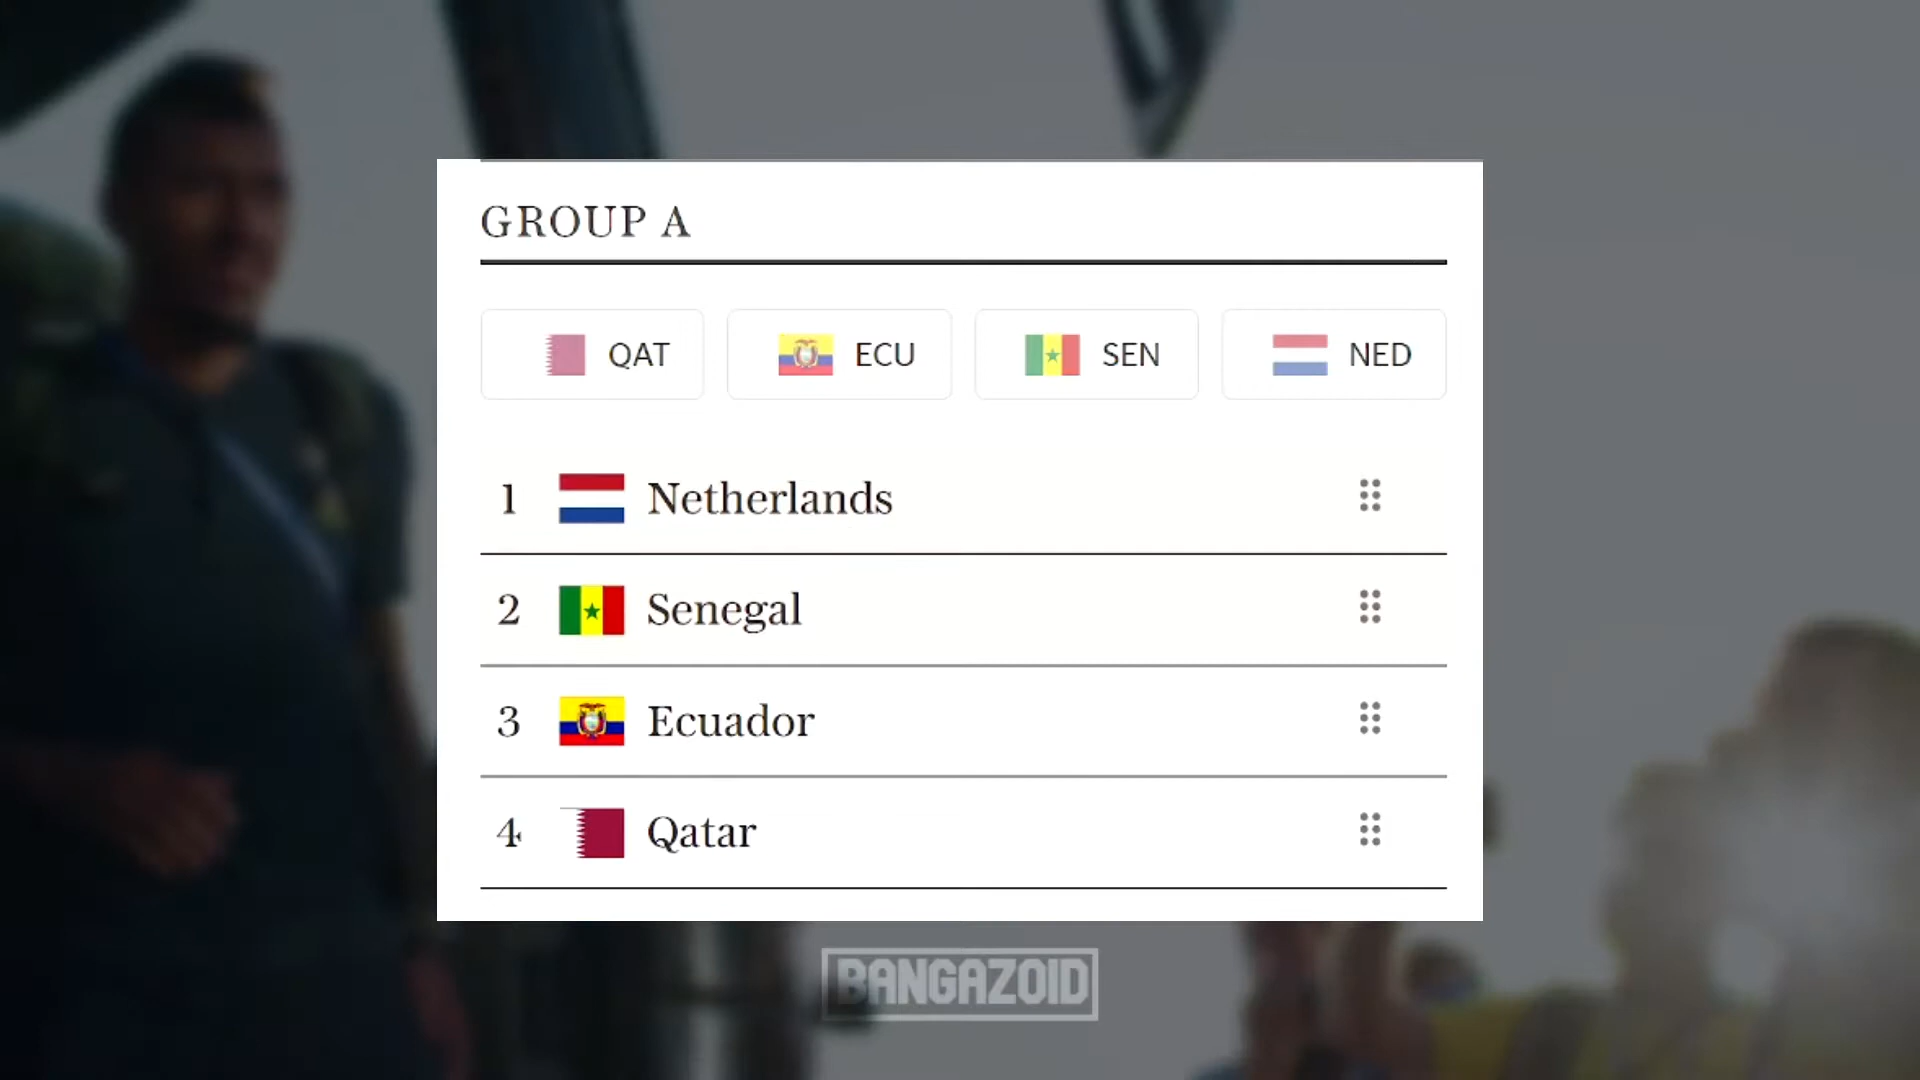 GROUP A
QAT ECU SEN NED
1 Netherlands
2 Senegal
3 Ecuador
4 Qatar
BANGAZOID